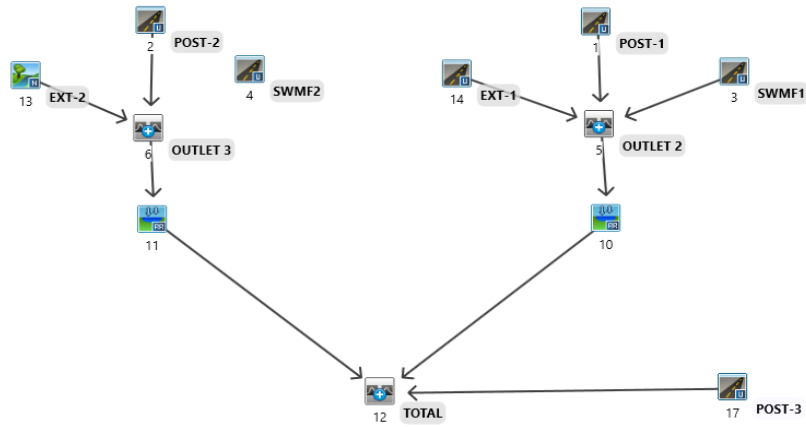 2 POST-2
1 POST-1
13 EXT-2
4 SWMF2
14 EXT-1
3 SWMF1
6 OUTLET 3
5 OUTLET 2
11
10
12 TOTAL
17 POST-3